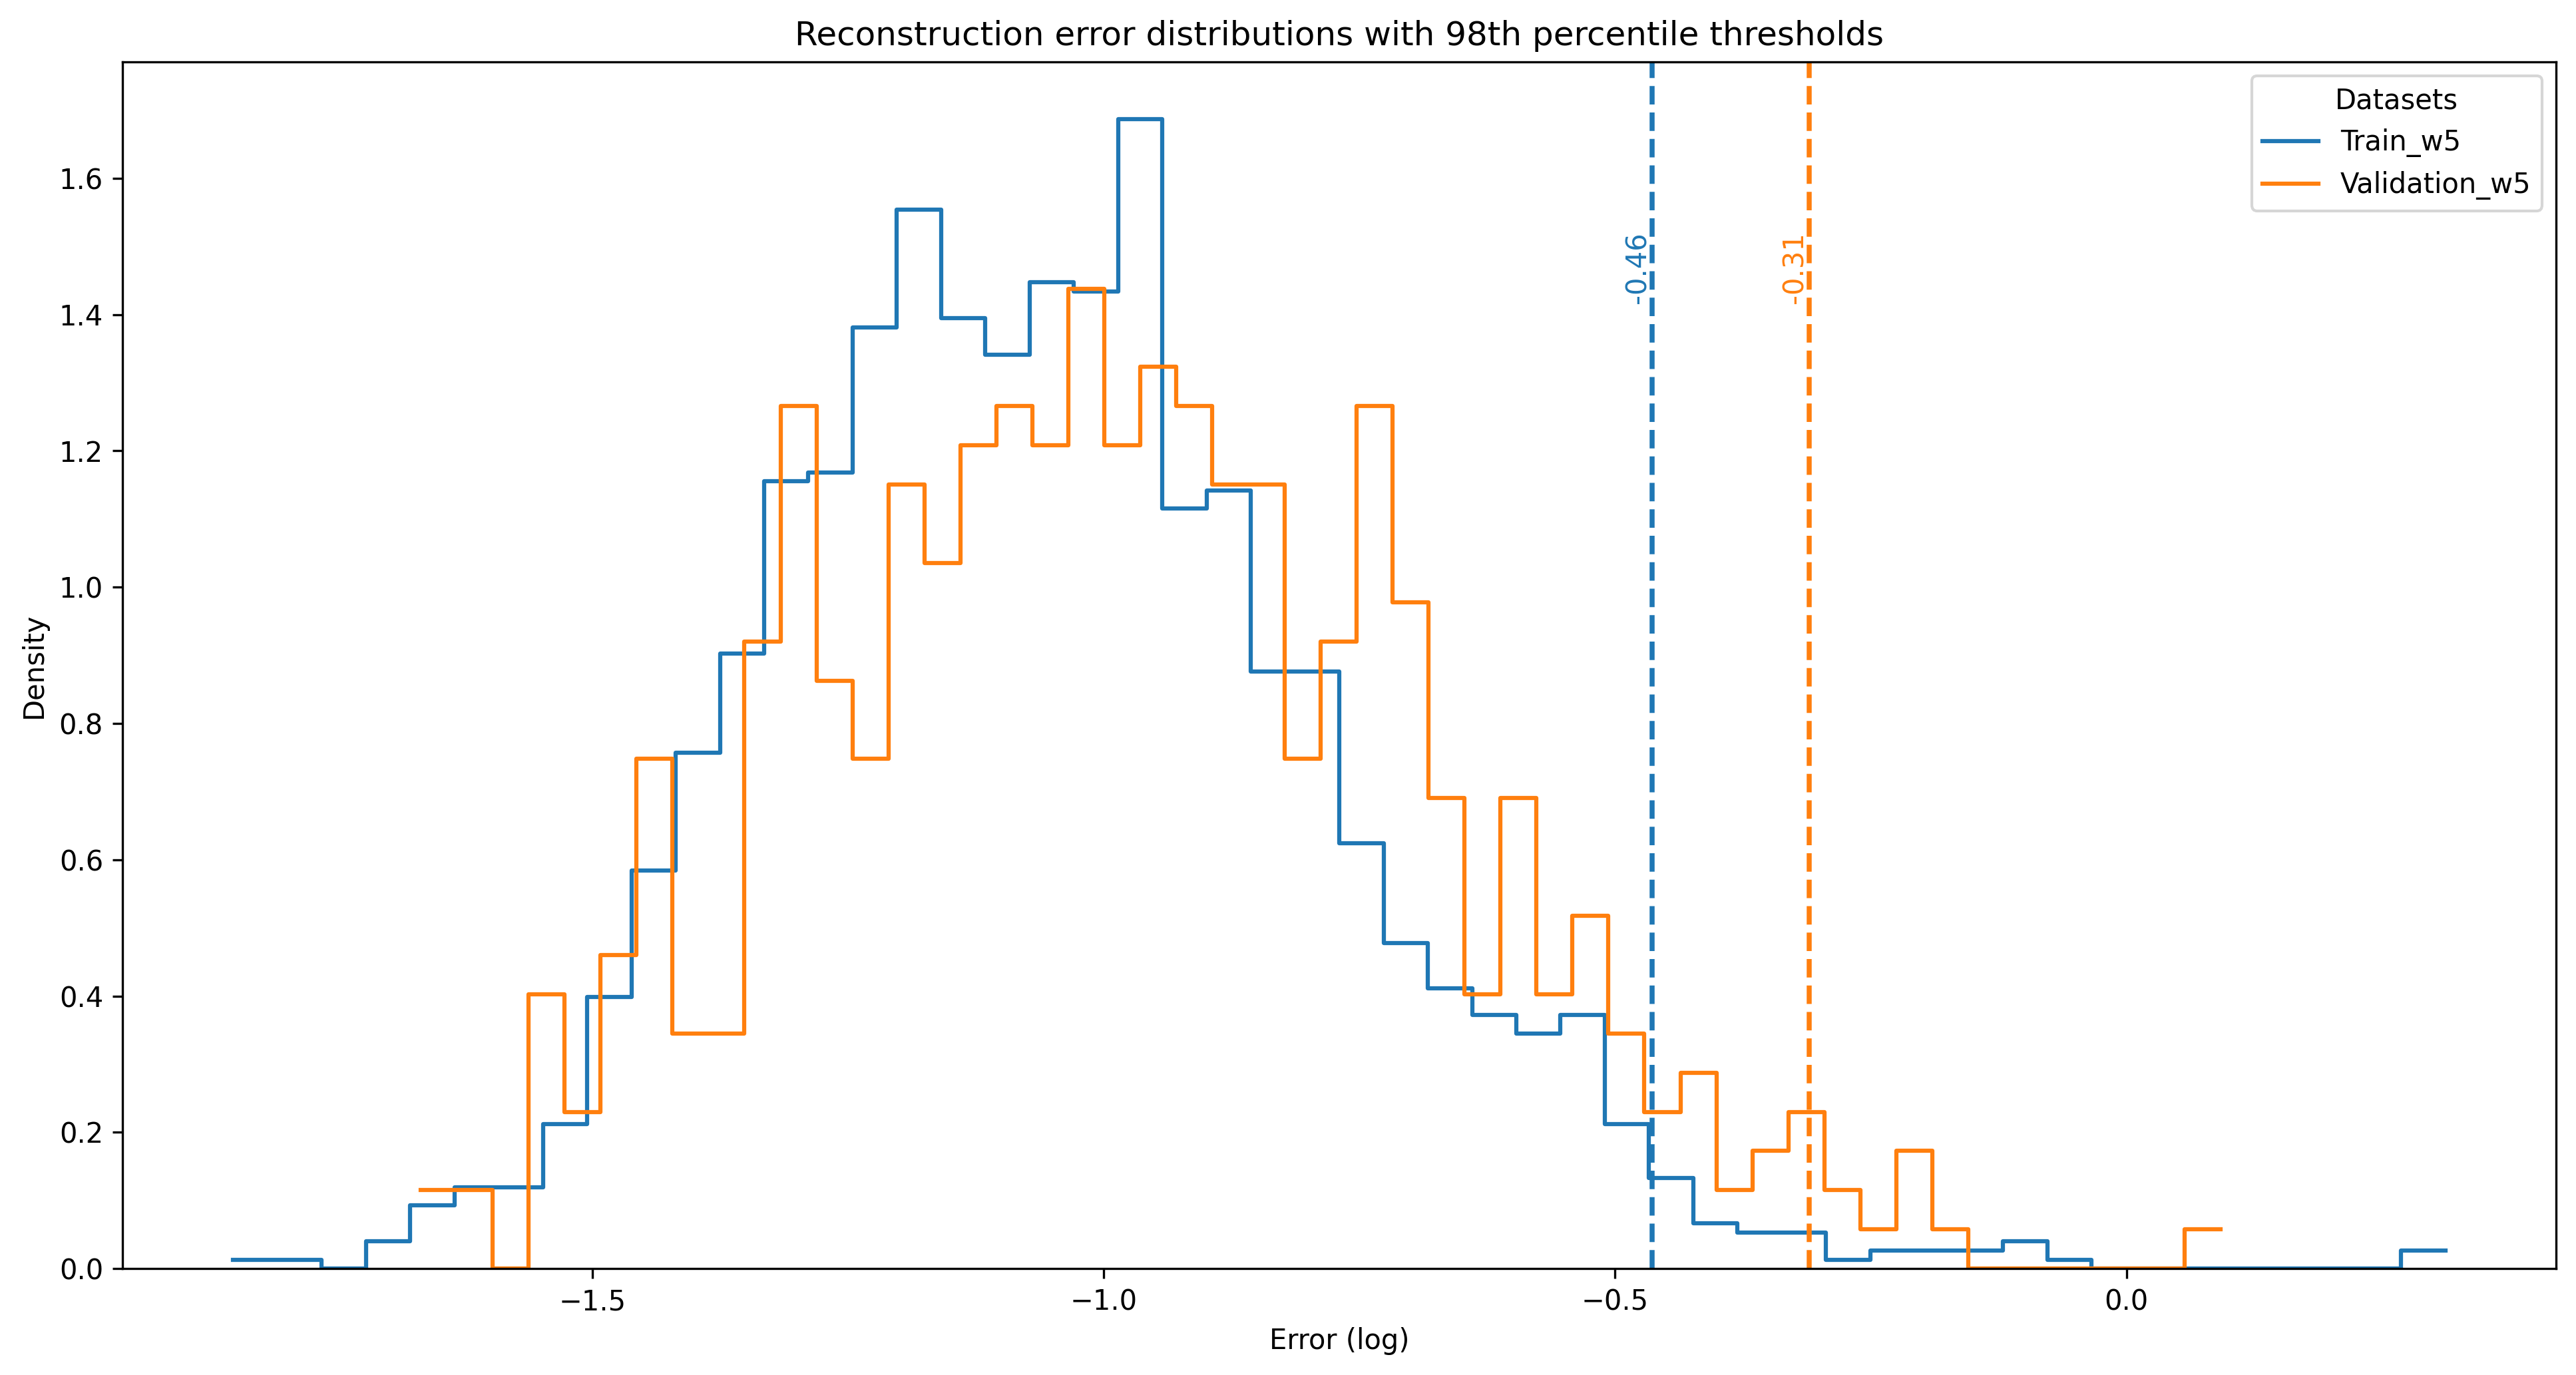 Reconstruction error distributions with 98th percentile thresholds
Datasets
Train_w5
Validation_w5
-0.46
-0.31
Density
1.6
1.4
1.2
1.0
0.8
0.6
0.4
0.2
0.0
−1.5
−1.0
−0.5
0.0
Error (log)